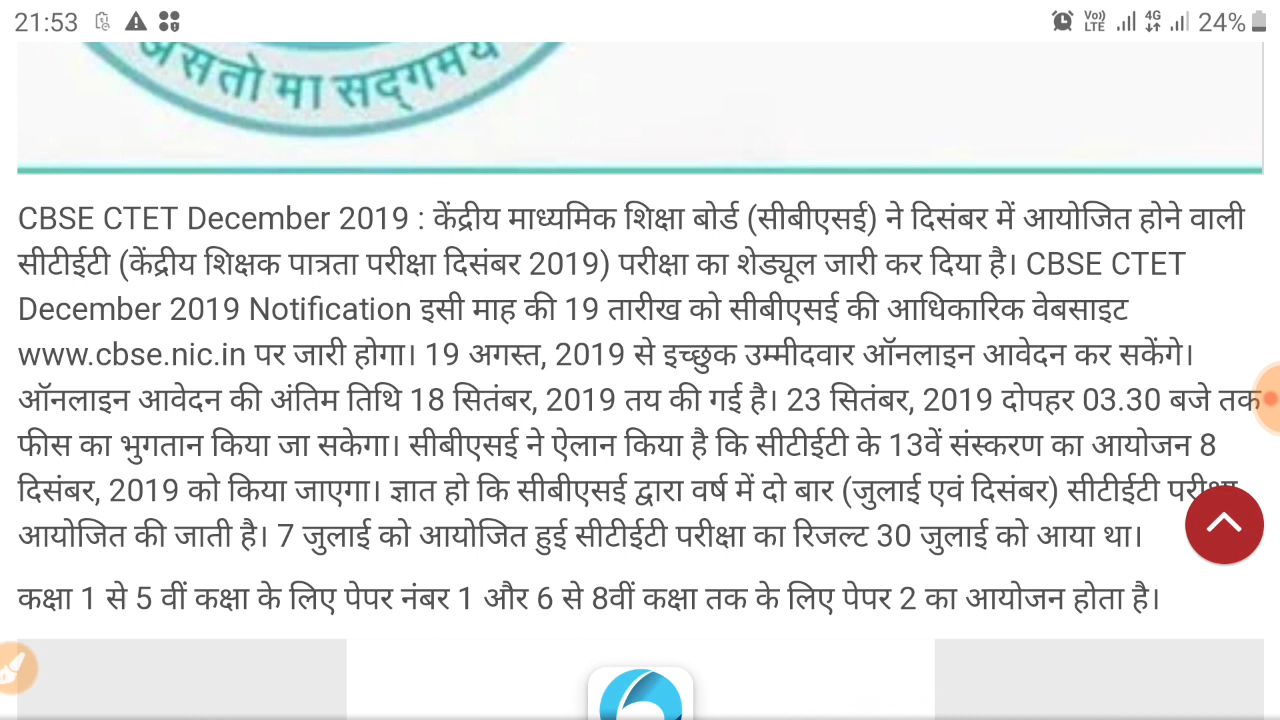 21:53
Vo)) LTE 4G 24%
असतो मा सद्गमय
CBSE CTET December 2019 : केंद्रीय माध्यमिक शिक्षा बोर्ड (सीबीएसई) ने दिसंबर में आयोजित होने वाली
सीटीईटी (केंद्रीय शिक्षक पात्रता परीक्षा दिसंबर 2019) परीक्षा का शेड्यूल जारी कर दिया है। CBSE CTET
December 2019 Notification इसी माह की 19 तारीख को सीबीएसई की आधिकारिक वेबसाइट
www.cbse.nic.in पर जारी होगा। 19 अगस्त, 2019 से इच्छुक उम्मीदवार ऑनलाइन आवेदन कर सकेंगे।
ऑनलाइन आवेदन की अंतिम तिथि 18 सितंबर, 2019 तय की गई है। 23 सितंबर, 2019 दोपहर 03.30 बजे तक
फीस का भुगतान किया जा सकेगा। सीबीएसई ने ऐलान किया है कि सीटीईटी के 13वें संस्करण का आयोजन 8
दिसंबर, 2019 को किया जाएगा। ज्ञात हो कि सीबीएसई द्वारा वर्ष में दो बार (जुलाई एवं दिसंबर) सीटीईटी परीक्षा
आयोजित की जाती है। 7 जुलाई को आयोजित हुई सीटीईटी परीक्षा का रिजल्ट 30 जुलाई को आया था।
कक्षा 1 से 5 वीं कक्षा के लिए पेपर नंबर 1 और 6 से 8वीं कक्षा तक के लिए पेपर 2 का आयोजन होता है।